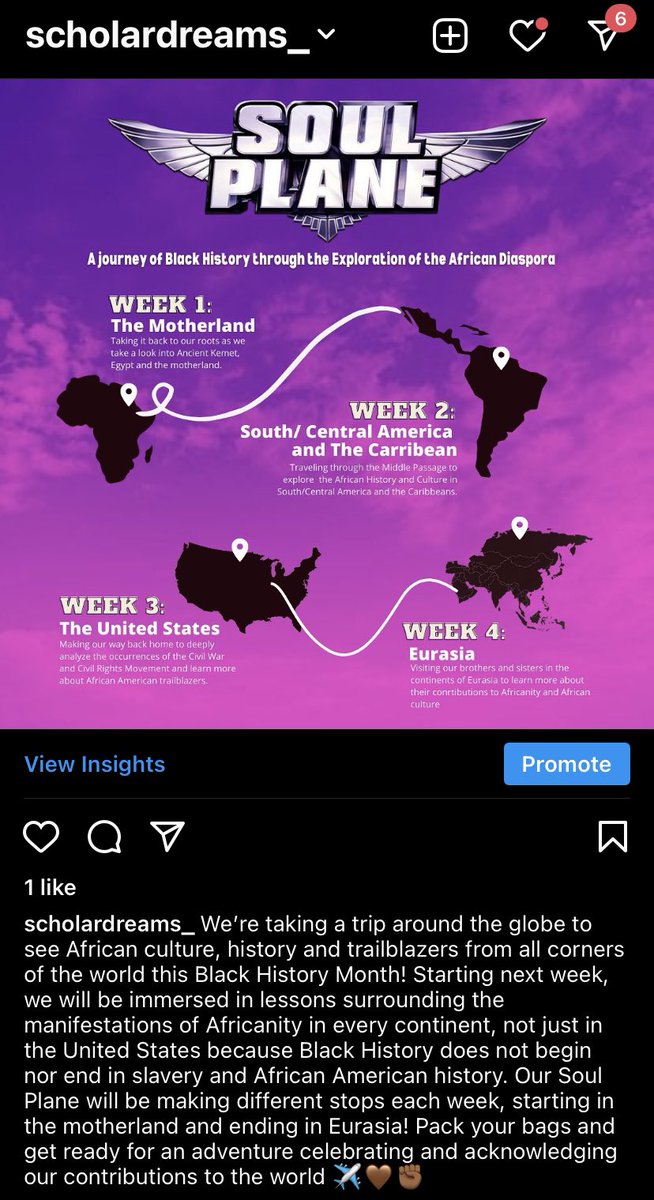 scholardreams_
6
SOUL
PLANE
A journey of Black History through the Exploration of the African Diaspora
WEEK 1:
The Motherland
Taking it back to our roots as we
take a look into Ancient Kemet,
Egypt and the motherland.
WEEK 2:
South/ Central America
and The Carribean
Traveling through the Middle Passage to
explore the African History and Culture in
South/Central America and the Caribbeans.
WEEK 3:
The United States
Making our way back home to deeply
analyze the occurrences of the Civil War
and Civil Rights Movement and learn more
about African American trailblazers.
WEEK 4:
Eurasia
Visiting our brothers and sisters in the
continents of Eurasia to learn more about
their conrtibutions to Africanity and African
culture
View Insights
Promote
1 like
scholardreams_ We’re taking a trip around the globe to
see African culture, history and trailblazers from all corners
of the world this Black History Month! Starting next week,
we will be immersed in lessons surrounding the
manifestations of Africanity in every continent, not just in
the United States because Black History does not begin
nor end in slavery and African American history. Our Soul
Plane will be making different stops each week, starting in
the motherland and ending in Eurasia! Pack your bags and
get ready for an adventure celebrating and acknowledging
our contributions to the world ✈️🤎✊🏾